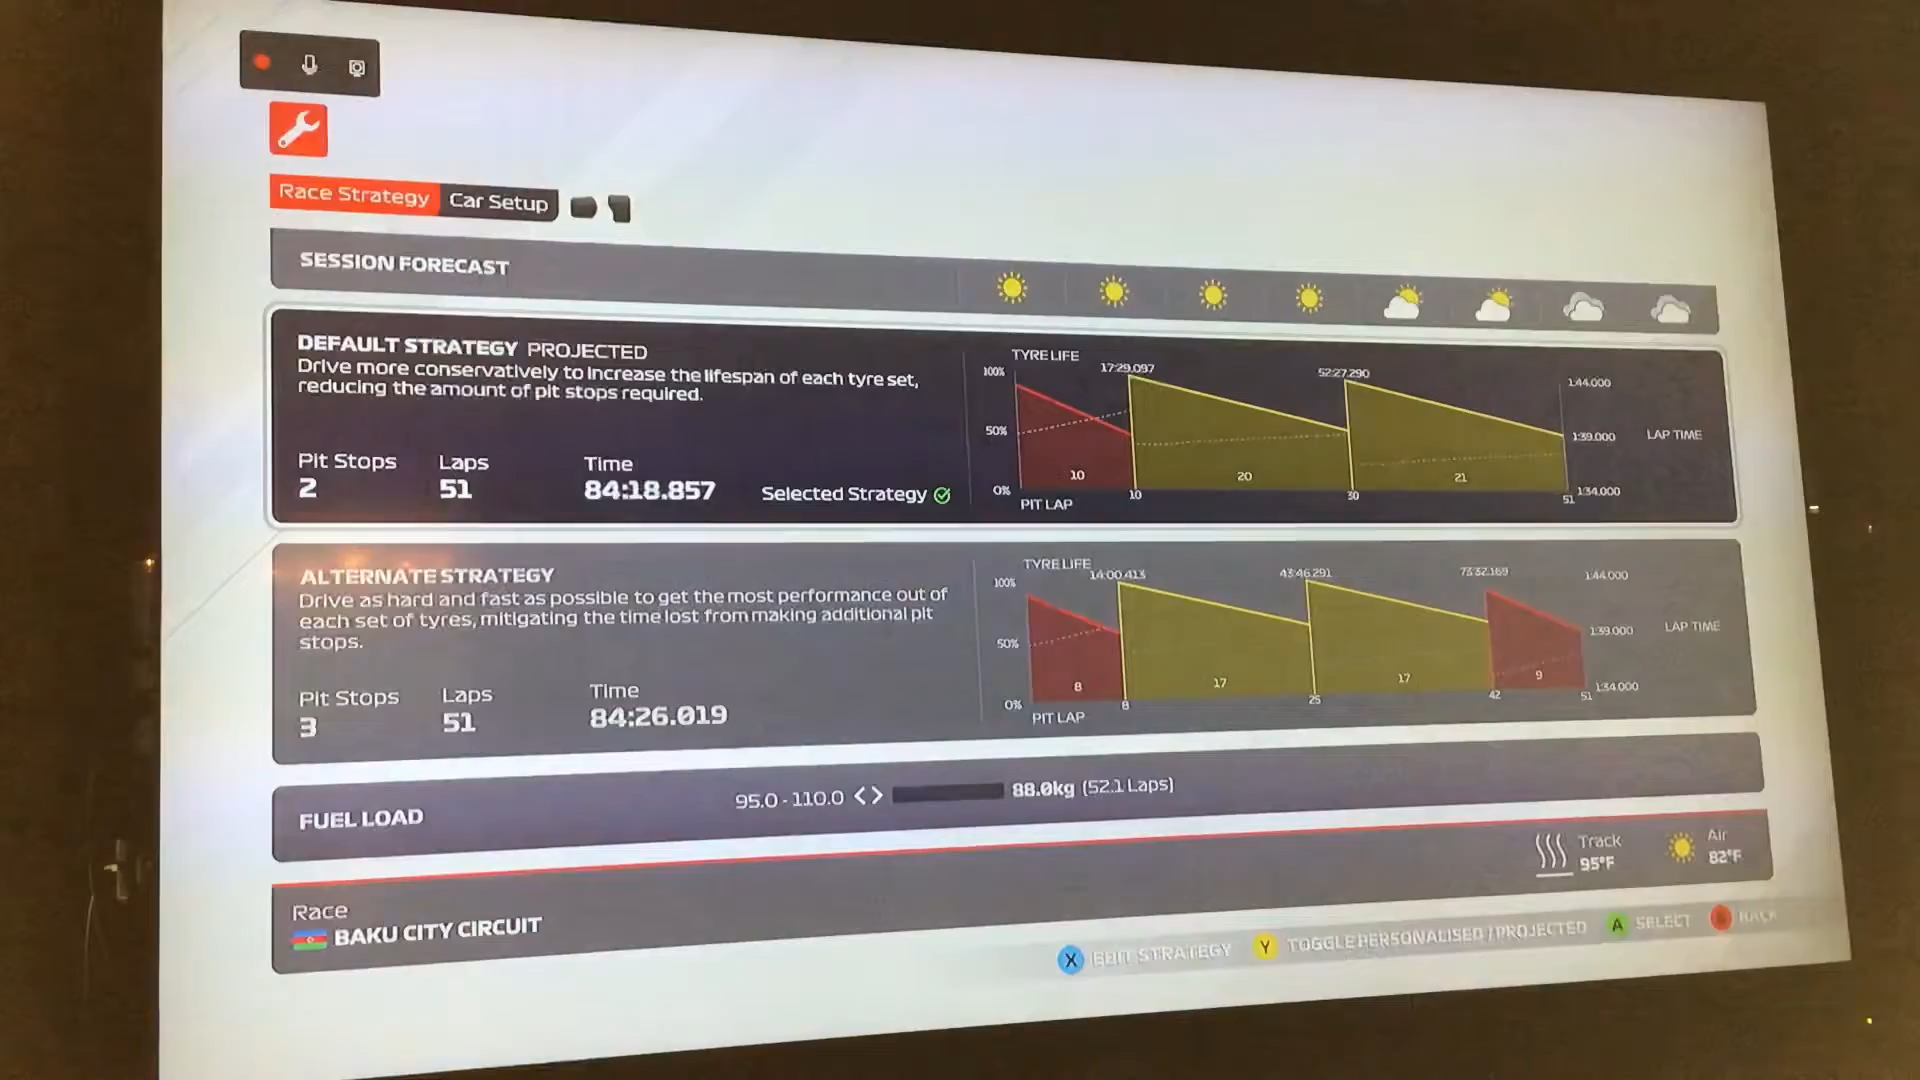 Race Strategy Car Setup
SESSION FORECAST
DEFAULT STRATEGY PROJECTED
Drive more conservatively to increase the lifespan of each tyre set,
reducing the amount of pit stops required.
Pit Stops Laps Time
2 51 84:18.857 Selected Strategy
TYRE LIFE
100% 17:29.097 52:27.290 1:44.000
50% 1:39.000 LAP TIME
10 20 21
0% 10 30 51 1:34.000
PIT LAP
ALTERNATE STRATEGY
Drive as hard and fast as possible to get the most performance out of
each set of tyres, mitigating the time lost from making additional pit
stops.
Pit Stops Laps Time
3 51 84:26.019
TYRE LIFE
100% 14:00.413 43:46.291 73:32.169 1:44.000
50% 1:39.000 LAP TIME
8 17 17 9
0% 8 25 42 51 1:34.000
PIT LAP
FUEL LOAD 95.0 - 110.0 < > 88.0kg (52.1 Laps)
Track
95°F
Air
82°F
Race
BAKU CITY CIRCUIT
X EDIT STRATEGY Y TOGGLE PERSONALISED / PROJECTED A SELECT BACK